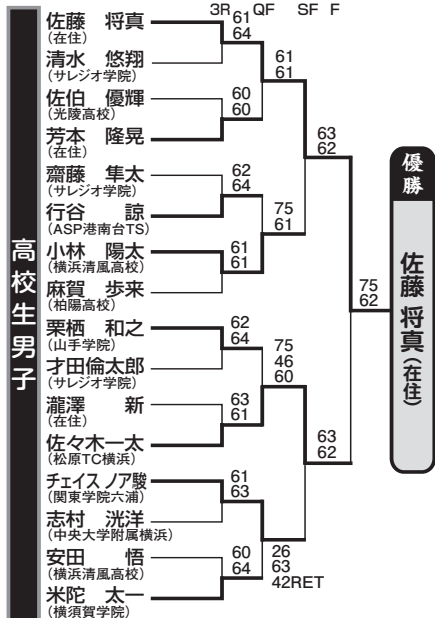 3R QF SF F
高校生男子
佐藤 将真
(在住)
清水 悠翔
(サレジオ学院)
佐伯 優輝
(光陵高校)
芳本 隆晃
(在住)
齋藤 隼太
(サレジオ学院)
行谷 諒
(ASP港南台TS)
小林 陽太
(横浜清風高校)
麻賀 歩来
(柏陽高校)
栗栖 和之
(山手学院)
才田倫太郎
(サレジオ学院)
瀧澤 新
(在住)
佐々木一太
(松原TC横浜)
チェイス ノア駿
(関東学院六浦)
志村 洸洋
(中央大学附属横浜)
安田 悟
(横浜清風高校)
米陀 太一
(横須賀学院)
61
64
60
60
62
64
61
61
62
64
63
61
61
63
60
64
61
61
75
61
75
46
60
26
63
42RET
63
62
63
62
75
62
優勝
佐藤 将真(在住)